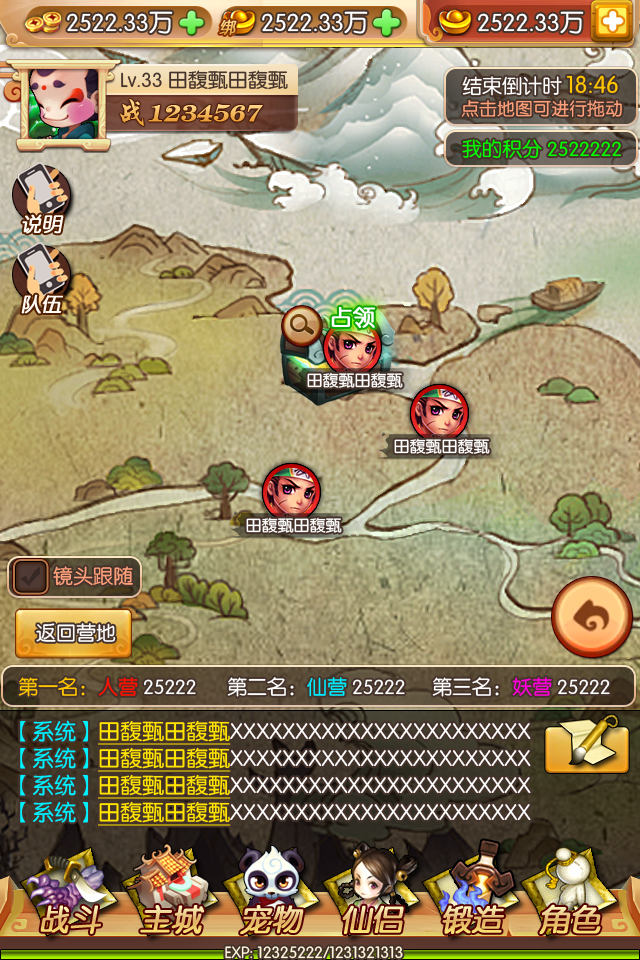 2522.33万
绑
2522.33万
2522.33万
Lv.33 田馥甄田馥甄
战1234567
结束倒计时 18:46
点击地图可进行拖动
我的积分 2522222
说明
队伍
占领
田馥甄田馥甄
田馥甄田馥甄
田馥甄田馥甄
镜头跟随
返回营地
第一名：人营 25222 第二名：仙营 25222 第三名：妖营 25222
【系统】田馥甄田馥甄XXXXXXXXXXXXXXXXXXXXXXX
【系统】田馥甄田馥甄XXXXXXXXXXXXXXXXXXXXXXX
【系统】田馥甄田馥甄XXXXXXXXXXXXXXXXXXXXXXX
【系统】田馥甄田馥甄XXXXXXXXXXXXXXXXXXXXXXX
战斗 主城 宠物 仙侣 锻造 角色
EXP: 12325222/1231321313